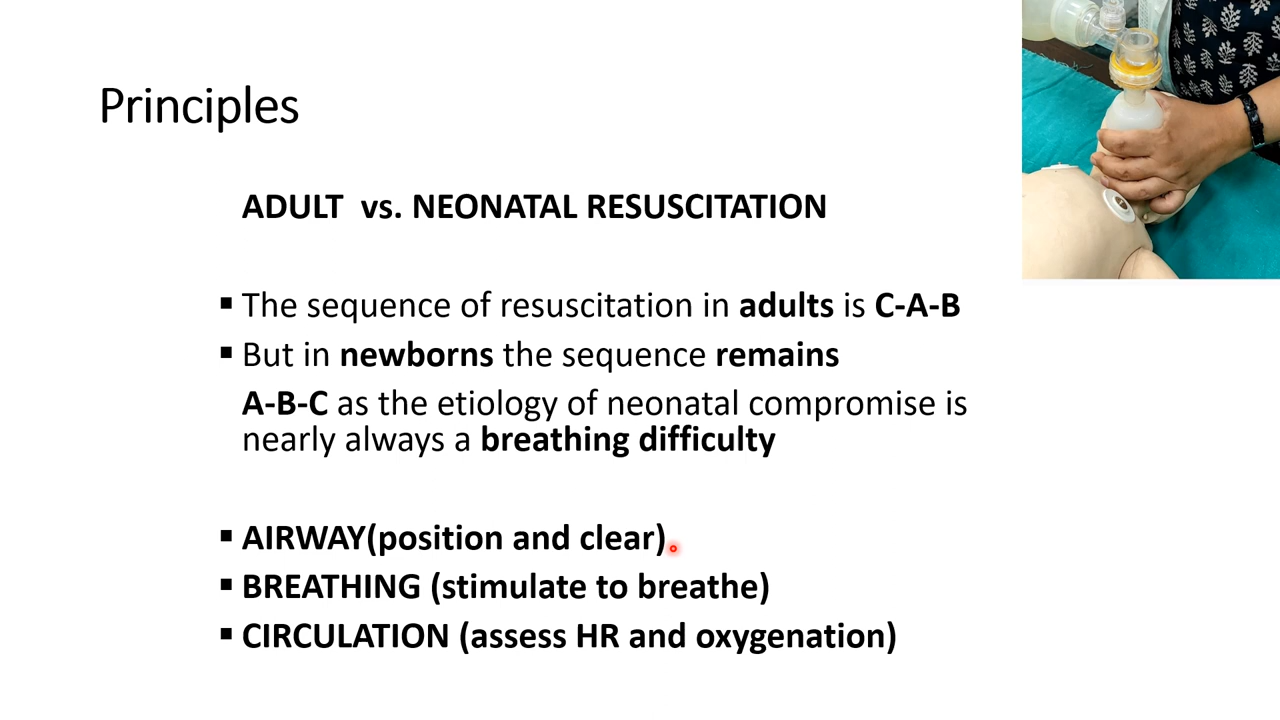 Principles
ADULT vs. NEONATAL RESUSCITATION
▪ The sequence of resuscitation in adults is C-A-B
▪ But in newborns the sequence remains
A-B-C as the etiology of neonatal compromise is
nearly always a breathing difficulty
▪ AIRWAY(position and clear)
▪ BREATHING (stimulate to breathe)
▪ CIRCULATION (assess HR and oxygenation)